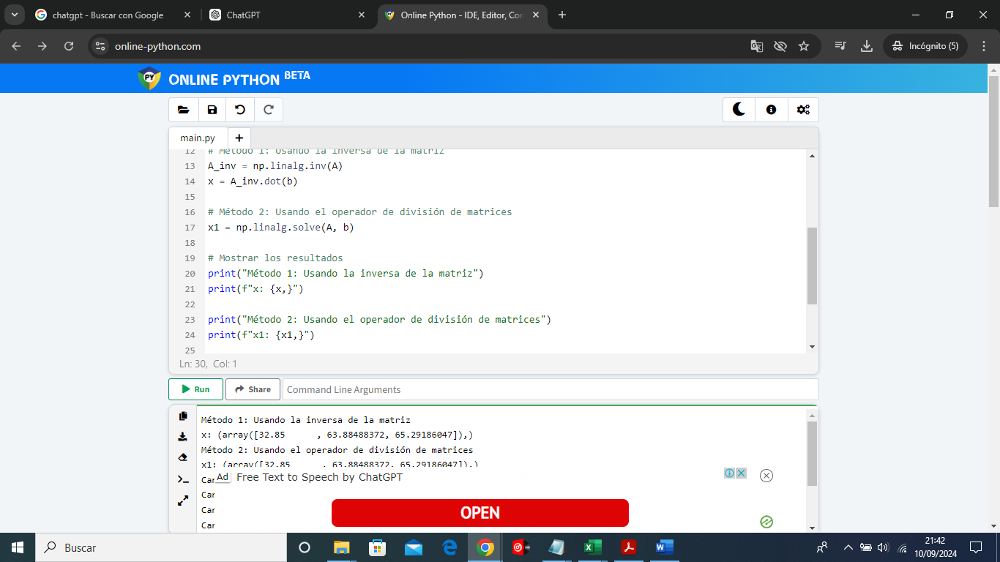 chatgpt - Buscar con Google
ChatGPT
Online Python - IDE, Editor, Con
online-python.com
Incógnito (5)
PY
ONLINE PYTHON BETA
main.py
12 # Método 1: Usando la inversa de la matriz
13 A_inv = np.linalg.inv(A)
14 x = A_inv.dot(b)
15
16 # Método 2: Usando el operador de división de matrices
17 x1 = np.linalg.solve(A, b)
18
19 # Mostrar los resultados
20 print("Método 1: Usando la inversa de la matriz")
21 print(f"x: {x,}")
22
23 print("Método 2: Usando el operador de división de matrices")
24 print(f"x1: {x1,}")
25
Ln: 30, Col: 1
Run
Share
Command Line Arguments
Método 1: Usando la inversa de la matriz
x: (array([32.85      , 63.88488372, 65.29186047]),)
Método 2: Usando el operador de división de matrices
x1: (array([32.85      , 63.88488372, 65.29186047]),)
Car
Car
Car
Car
Ad
Free Text to Speech by ChatGPT
OPEN
Buscar
21:42
10/09/2024